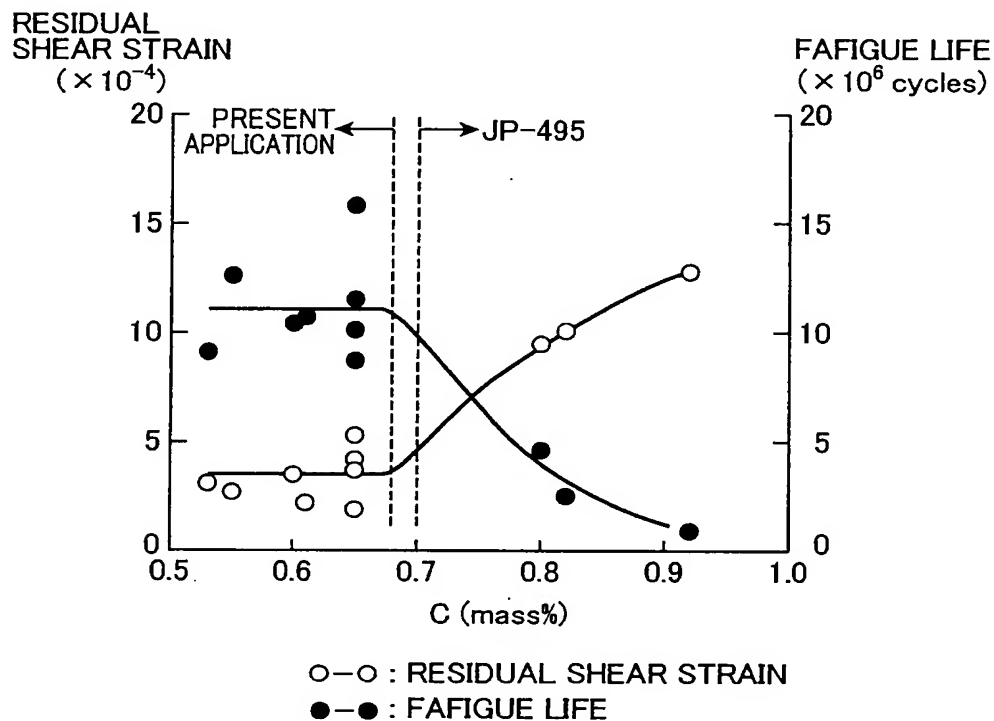 RESIDUAL
SHEAR STRAIN
(×10⁻⁴)
FAFIGUE LIFE
(×10⁶ cycles)
20
15
10
5
0
PRESENT
APPLICATION
JP-495
20
15
10
5
0
0.5 0.6 0.7 0.8 0.9 1.0
C (mass%)
○−○ : RESIDUAL SHEAR STRAIN
●−● : FAFIGUE LIFE